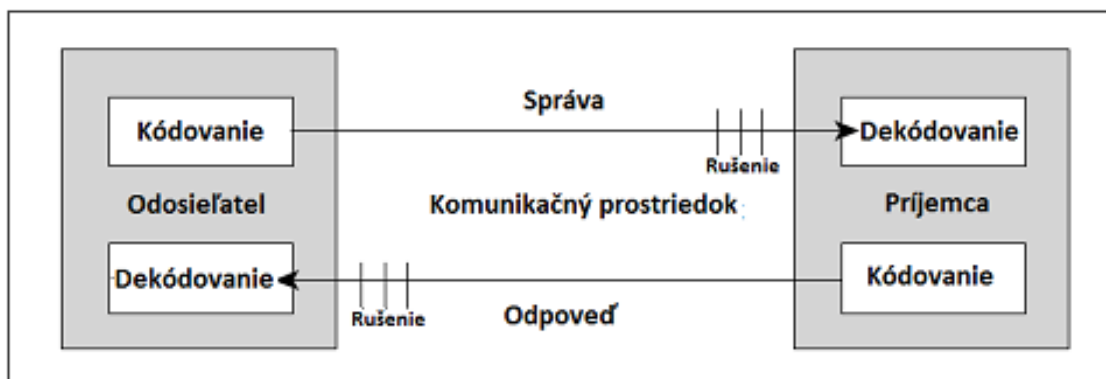 Správa
Kódovanie
Dekódovanie
Rušenie
Odosieľatel
Komunikačný prostriedok
Príjemca
Dekódovanie
Kódovanie
Rušenie
Odpoveď